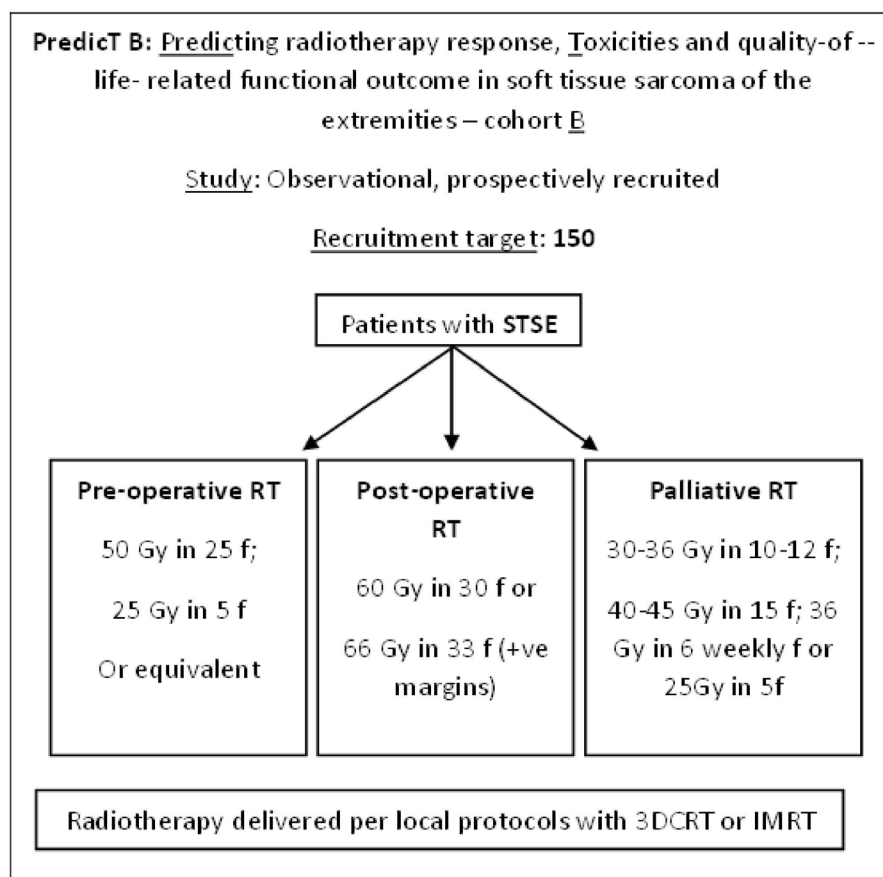 PredicT B: Predicting radiotherapy response, Toxicities and quality-of --
life- related functional outcome in soft tissue sarcoma of the
extremities – cohort B
Study: Observational, prospectively recruited
Recruitment target: 150
Patients with STSE
Pre-operative RT
50 Gy in 25 f;
25 Gy in 5 f
Or equivalent
Post-operative
RT
60 Gy in 30 f or
66 Gy in 33 f (+ve
margins)
Palliative RT
30-36 Gy in 10-12 f;
40-45 Gy in 15 f; 36
Gy in 6 weekly f or
25Gy in 5f
Radiotherapy delivered per local protocols with 3DCRT or IMRT